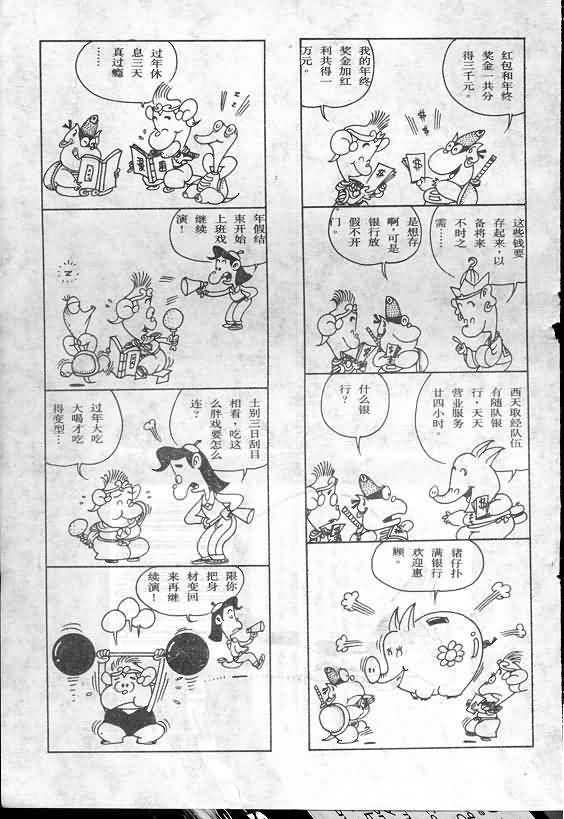 红包和年终
奖金一共分
得三千元。
我的年终
奖金加红
利共得一
万元。
这些钱要
存起来，以
备将来
不时之
需……
是想存
啊，可是
银行放
假不开
门。
西天取经队伍
有随队银
行，天天
营业服务
廿四小时。
什么银
行？
猪仔扑
满银行
欢迎惠
顾。
过年休
息三天
真过瘾
……
年假结
束开始
上班戏
继续
演！
士别三日刮目
相看，吃这
么胖戏要怎么
连？
过年大吃
大喝才吃
得变型…
限你
把身
材变回
来再继
续演！